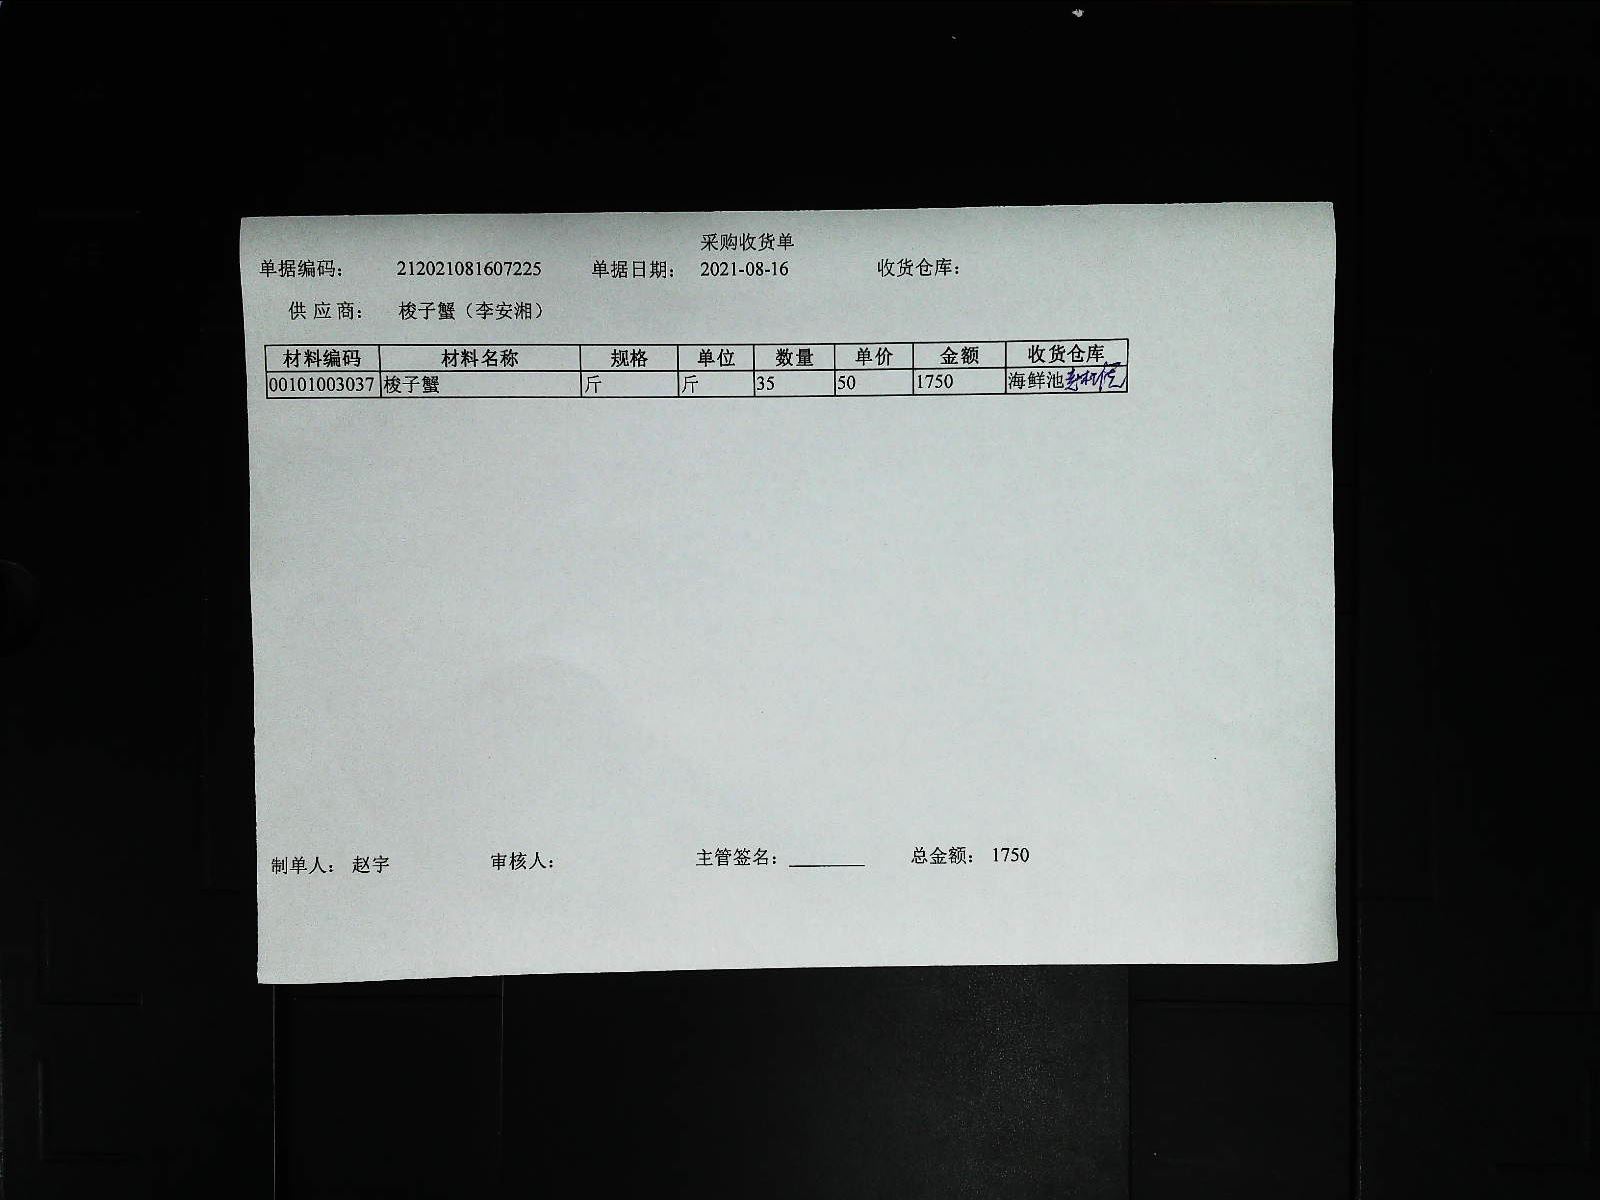 采购收货单
单据编码： 212021081607225 单据日期： 2021-08-16 收货仓库：
供应商： 梭子蟹（李安湘）
材料编码 材料名称 规格 单位 数量 单价 金额 收货仓库
00101003037 梭子蟹 斤 斤 35 50 1750 海鲜池
制单人： 赵宇 审核人： 主管签名： 总金额： 1750